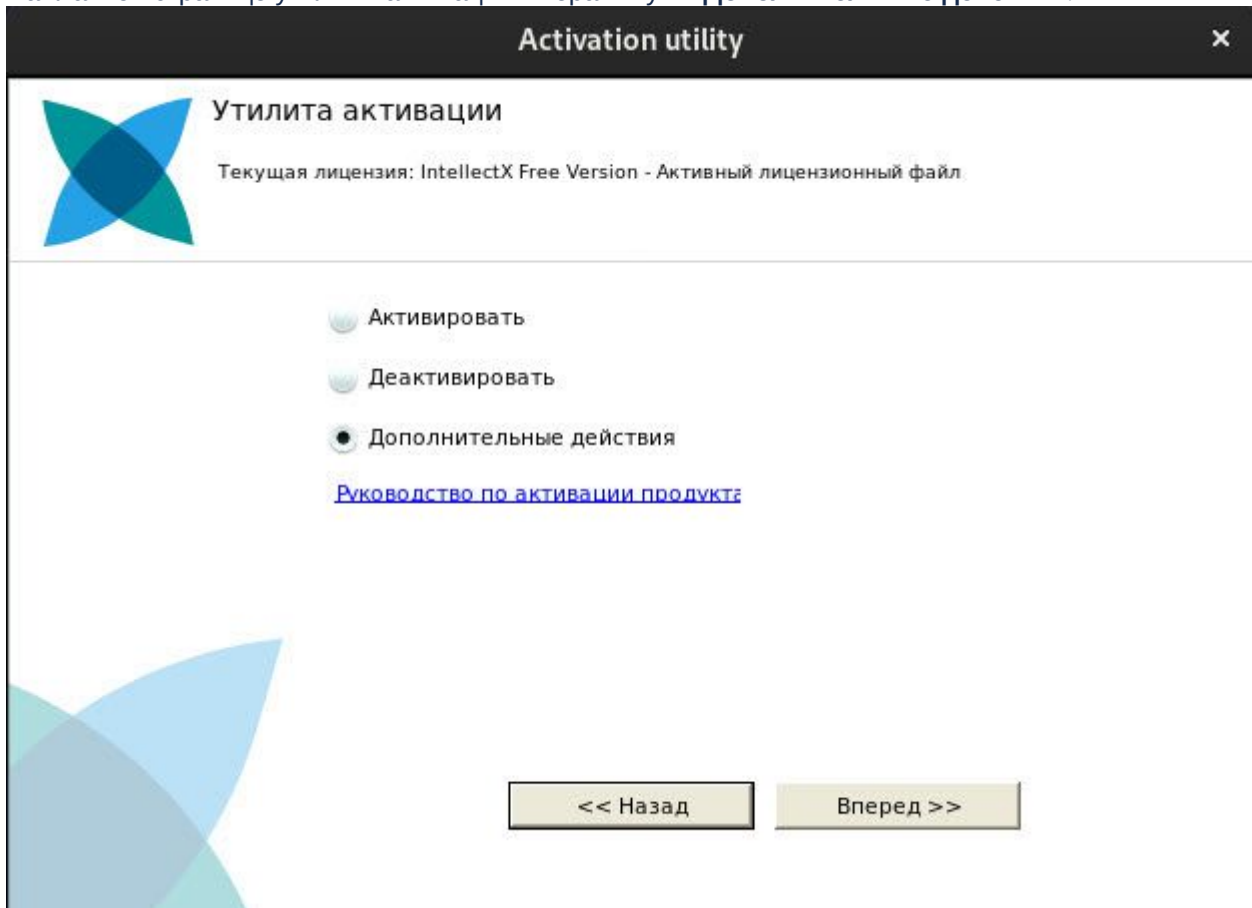 Activation utility
×
Утилита активации
Текущая лицензия: IntellectX Free Version - Активный лицензионный файл
Активировать
Деактивировать
Дополнительные действия
Руководство по активации продукта
<< Назад
Вперед >>